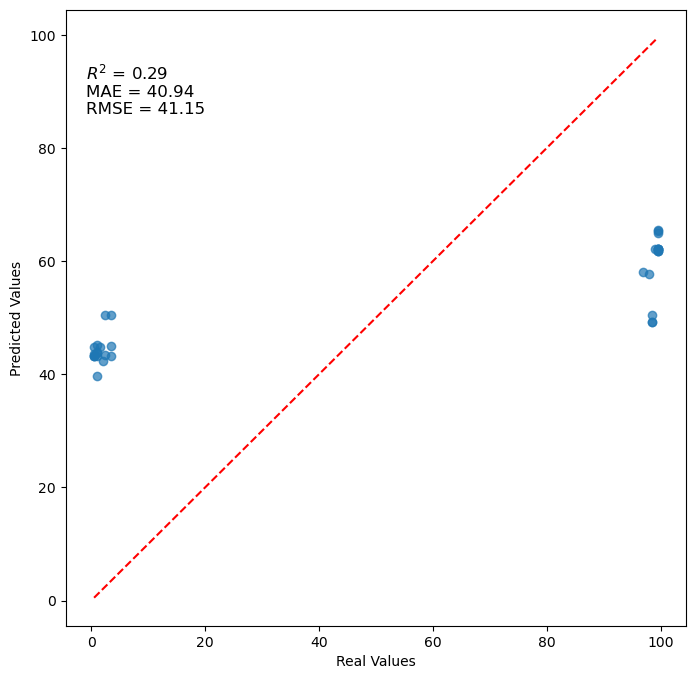 R² = 0.29
MAE = 40.94
RMSE = 41.15
100
80
60
40
20
0
Predicted Values
0 20 40 60 80 100
Real Values